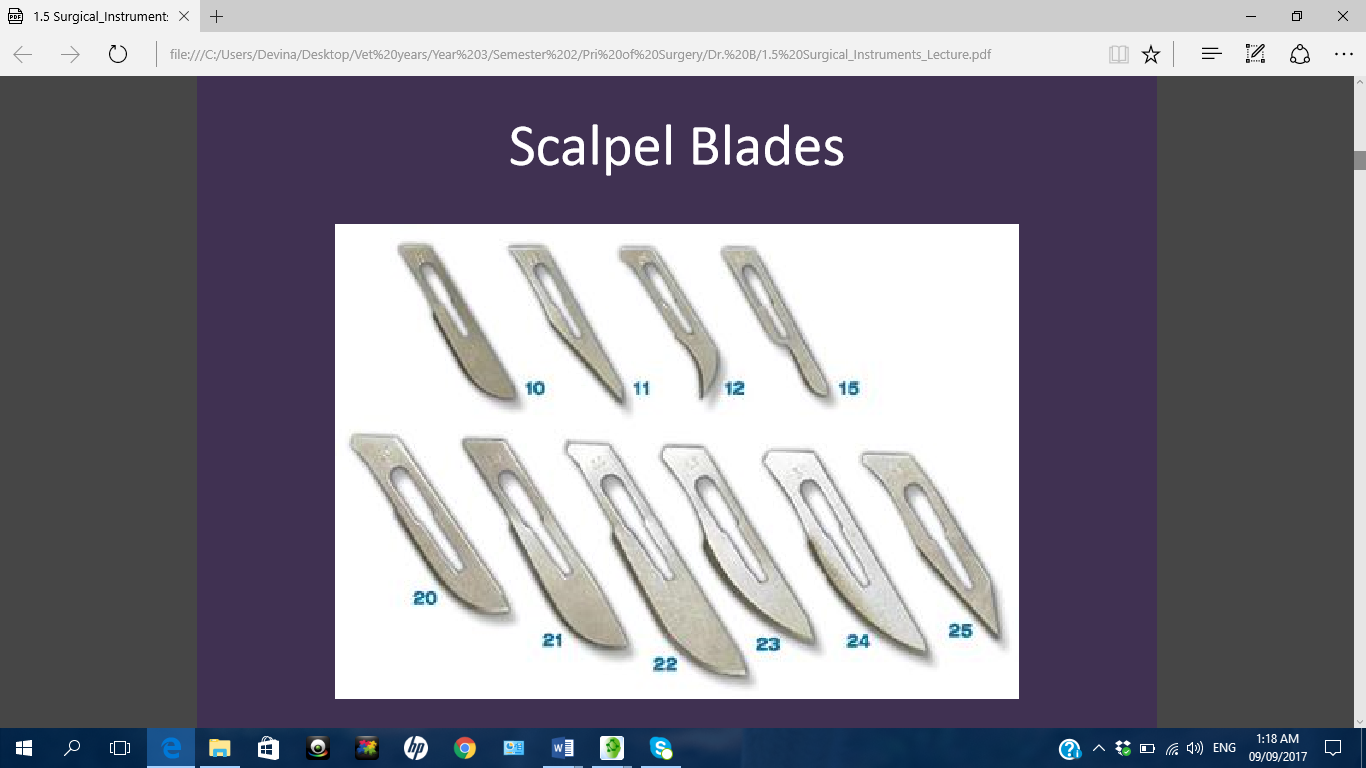 1.5 Surgical_Instrument
file:///C:/Users/Devina/Desktop/Vet%20years/Year%203/Semester%202/Pri%20of%20Surgery/Dr.%20B/1.5%20Surgical_Instruments_Lecture.pdf
Scalpel Blades
10
11
12
15
20
21
22
23
24
25
ENG
1:18 AM
09/09/2017